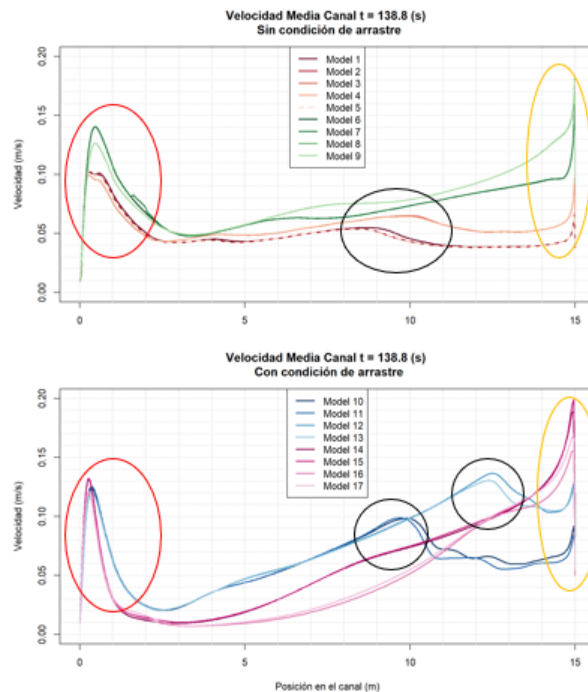 Velocidad Media Canal t = 138.8 (s)
Sin condición de arrastre
Velocidad (m/s)
0.20
0.15
0.10
0.05
0.00
Model 1
Model 2
Model 3
Model 4
Model 5
Model 6
Model 7
Model 8
Model 9
0
5
10
15
Velocidad Media Canal t = 138.8 (s)
Con condición de arrastre
Velocidad (m/s)
0.20
0.15
0.10
0.05
0.00
Model 10
Model 11
Model 12
Model 13
Model 14
Model 15
Model 16
Model 17
0
5
10
15
Posición en el canal (m)